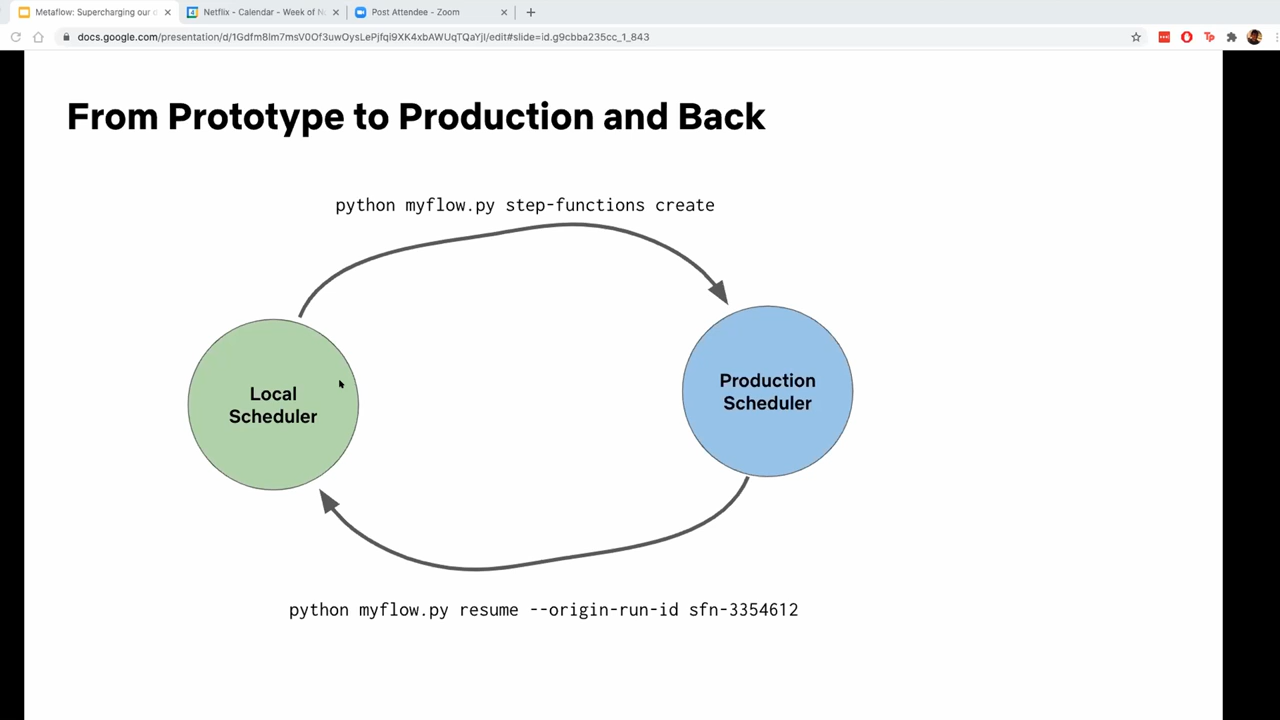 Metaflow: Supercharging our
Netflix - Calendar - Week of N
Post Attendee - Zoom
docs.google.com/presentation/d/1Gdfm8lm7msV0Of3uwOysLePjfqi9XK4xbAWUqTQaYjI/edit#slide=id.g9cbba235cc_1_843
Tp
From Prototype to Production and Back
python myflow.py step-functions create
Local
Scheduler
Production
Scheduler
python myflow.py resume --origin-run-id sfn-3354612